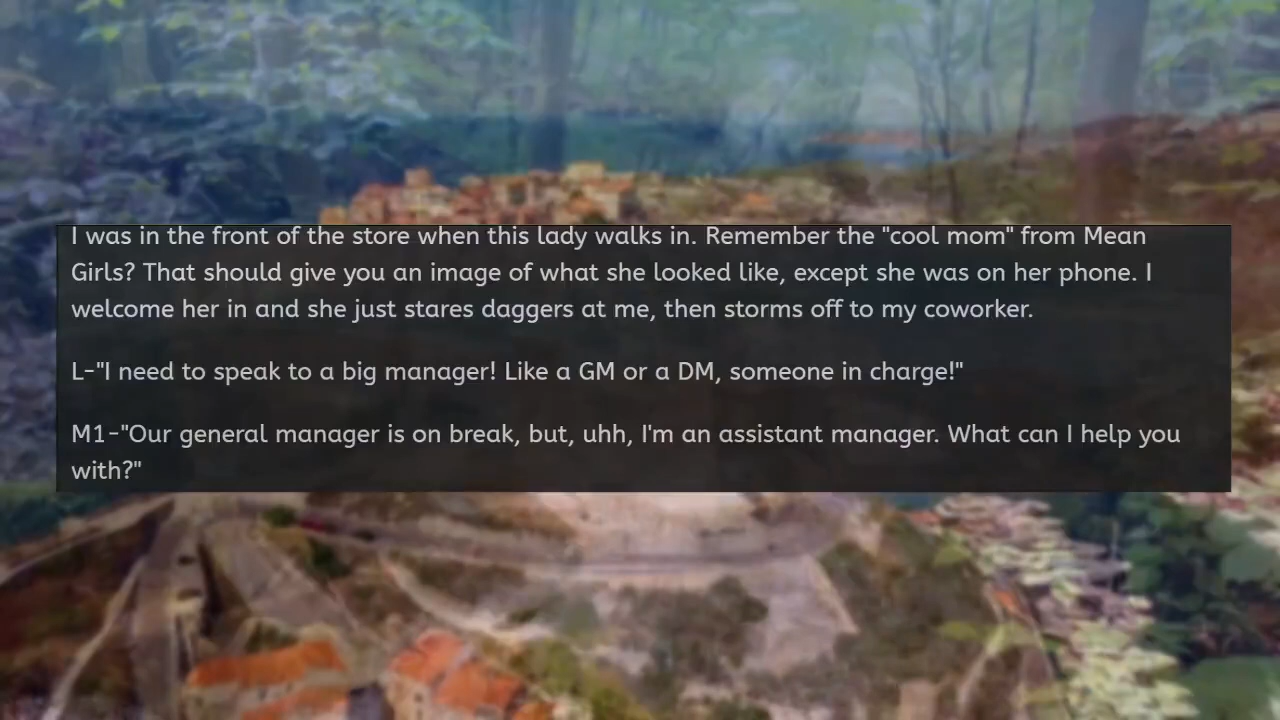 I was in the front of the store when this lady walks in. Remember the "cool mom" from Mean
Girls? That should give you an image of what she looked like, except she was on her phone. I
welcome her in and she just stares daggers at me, then storms off to my coworker.
L-"I need to speak to a big manager! Like a GM or a DM, someone in charge!"
M1-"Our general manager is on break, but, uhh, I'm an assistant manager. What can I help you
with?"